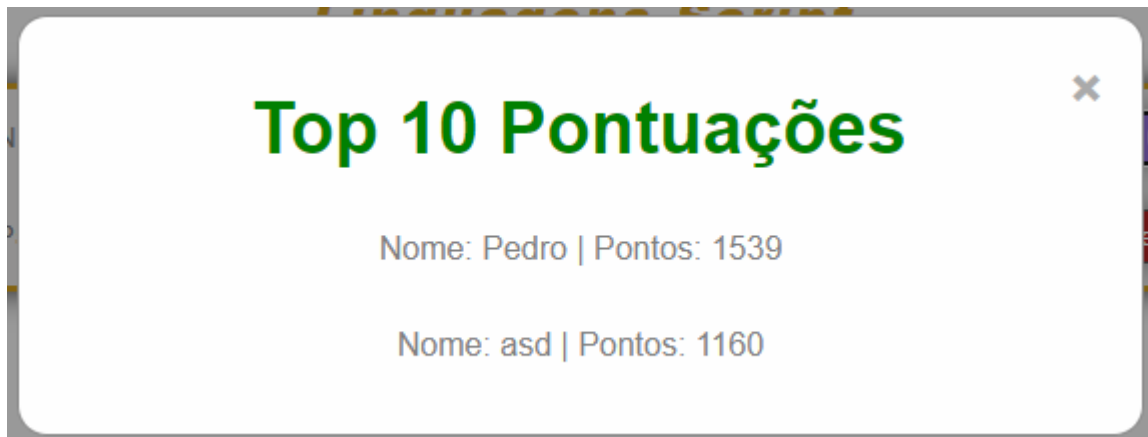 Top 10 Pontuações
Nome: Pedro | Pontos: 1539
Nome: asd | Pontos: 1160